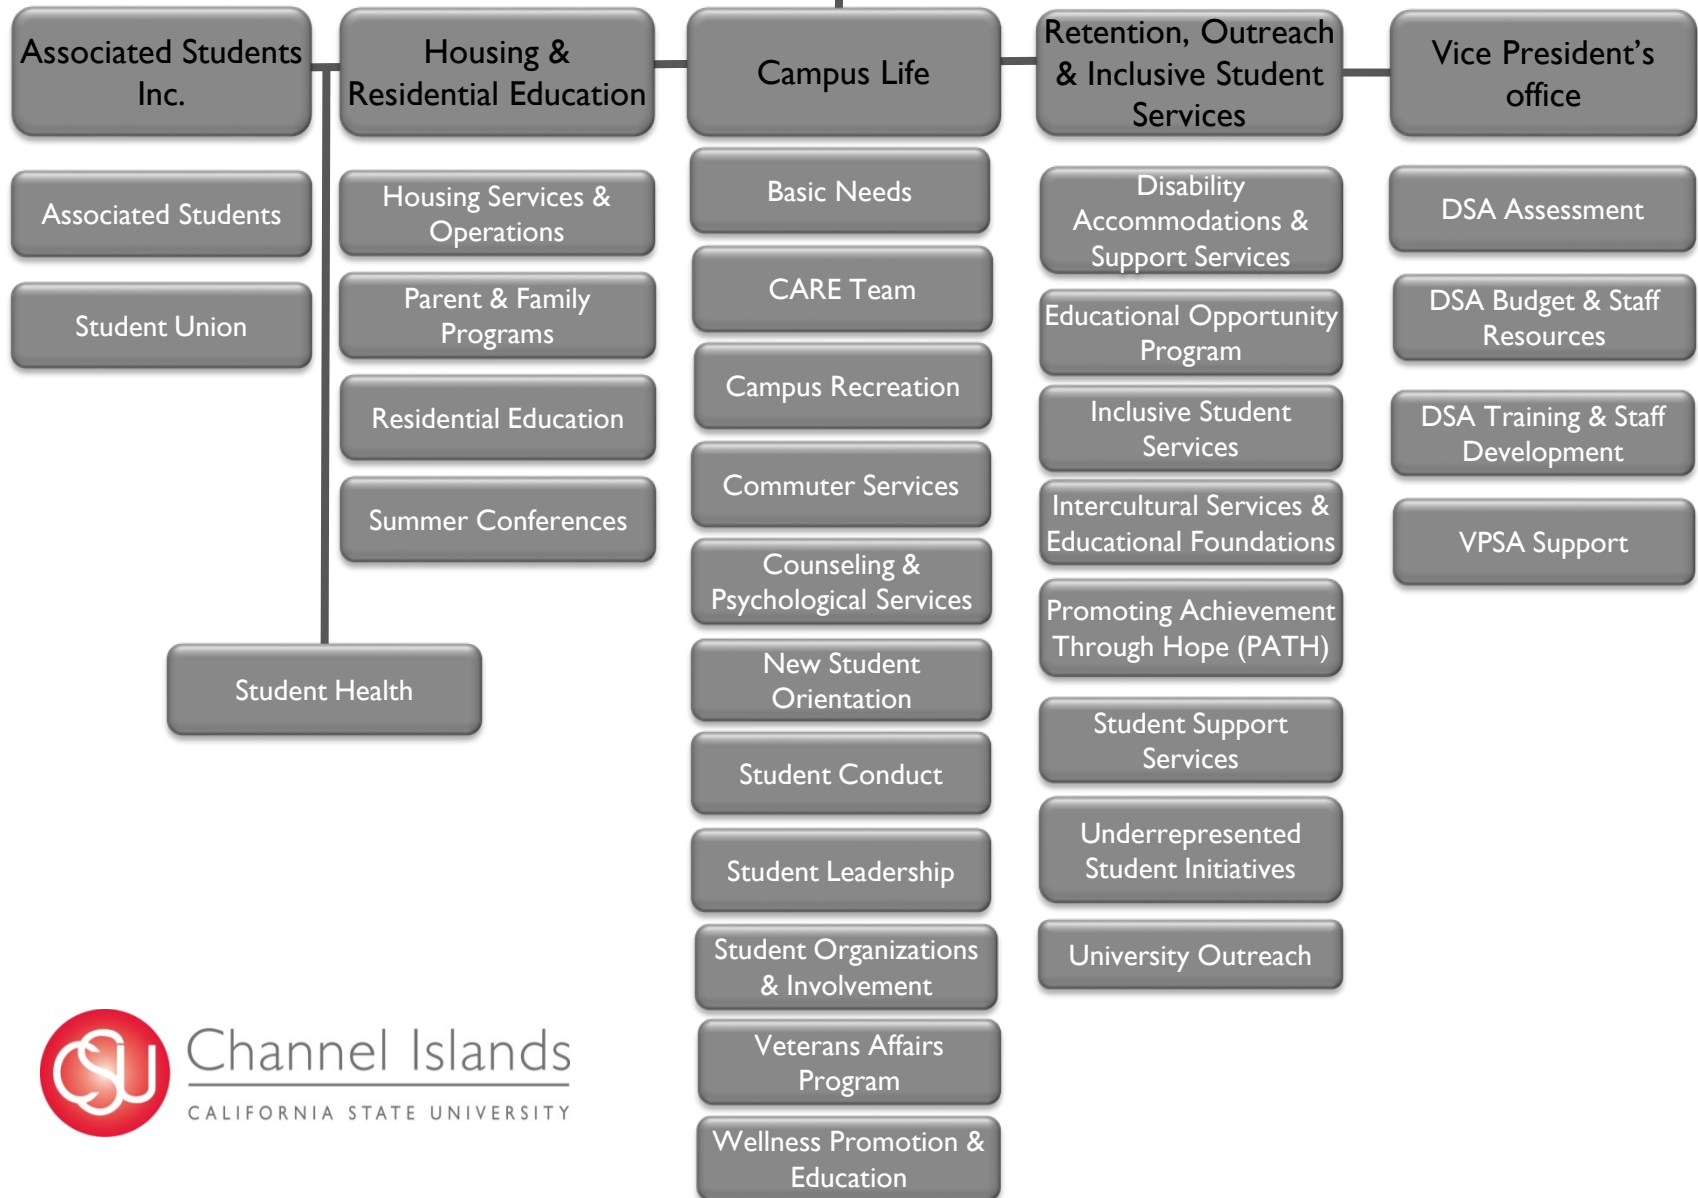 Associated Students
Inc.
Housing &
Residential Education
Campus Life
Retention, Outreach
& Inclusive Student
Services
Vice President's
office
Associated Students
Student Union
Housing Services &
Operations
Parent & Family
Programs
Residential Education
Summer Conferences
Student Health
Basic Needs
CARE Team
Campus Recreation
Commuter Services
Counseling &
Psychological Services
New Student
Orientation
Student Conduct
Student Leadership
Student Organizations
& Involvement
Veterans Affairs
Program
Wellness Promotion &
Education
Disability
Accommodations &
Support Services
Educational Opportunity
Program
Inclusive Student
Services
Intercultural Services &
Educational Foundations
Promoting Achievement
Through Hope (PATH)
Student Support
Services
Underrepresented
Student Initiatives
University Outreach
DSA Assessment
DSA Budget & Staff
Resources
DSA Training & Staff
Development
VPSA Support
CSU
Channel Islands
CALIFORNIA STATE UNIVERSITY